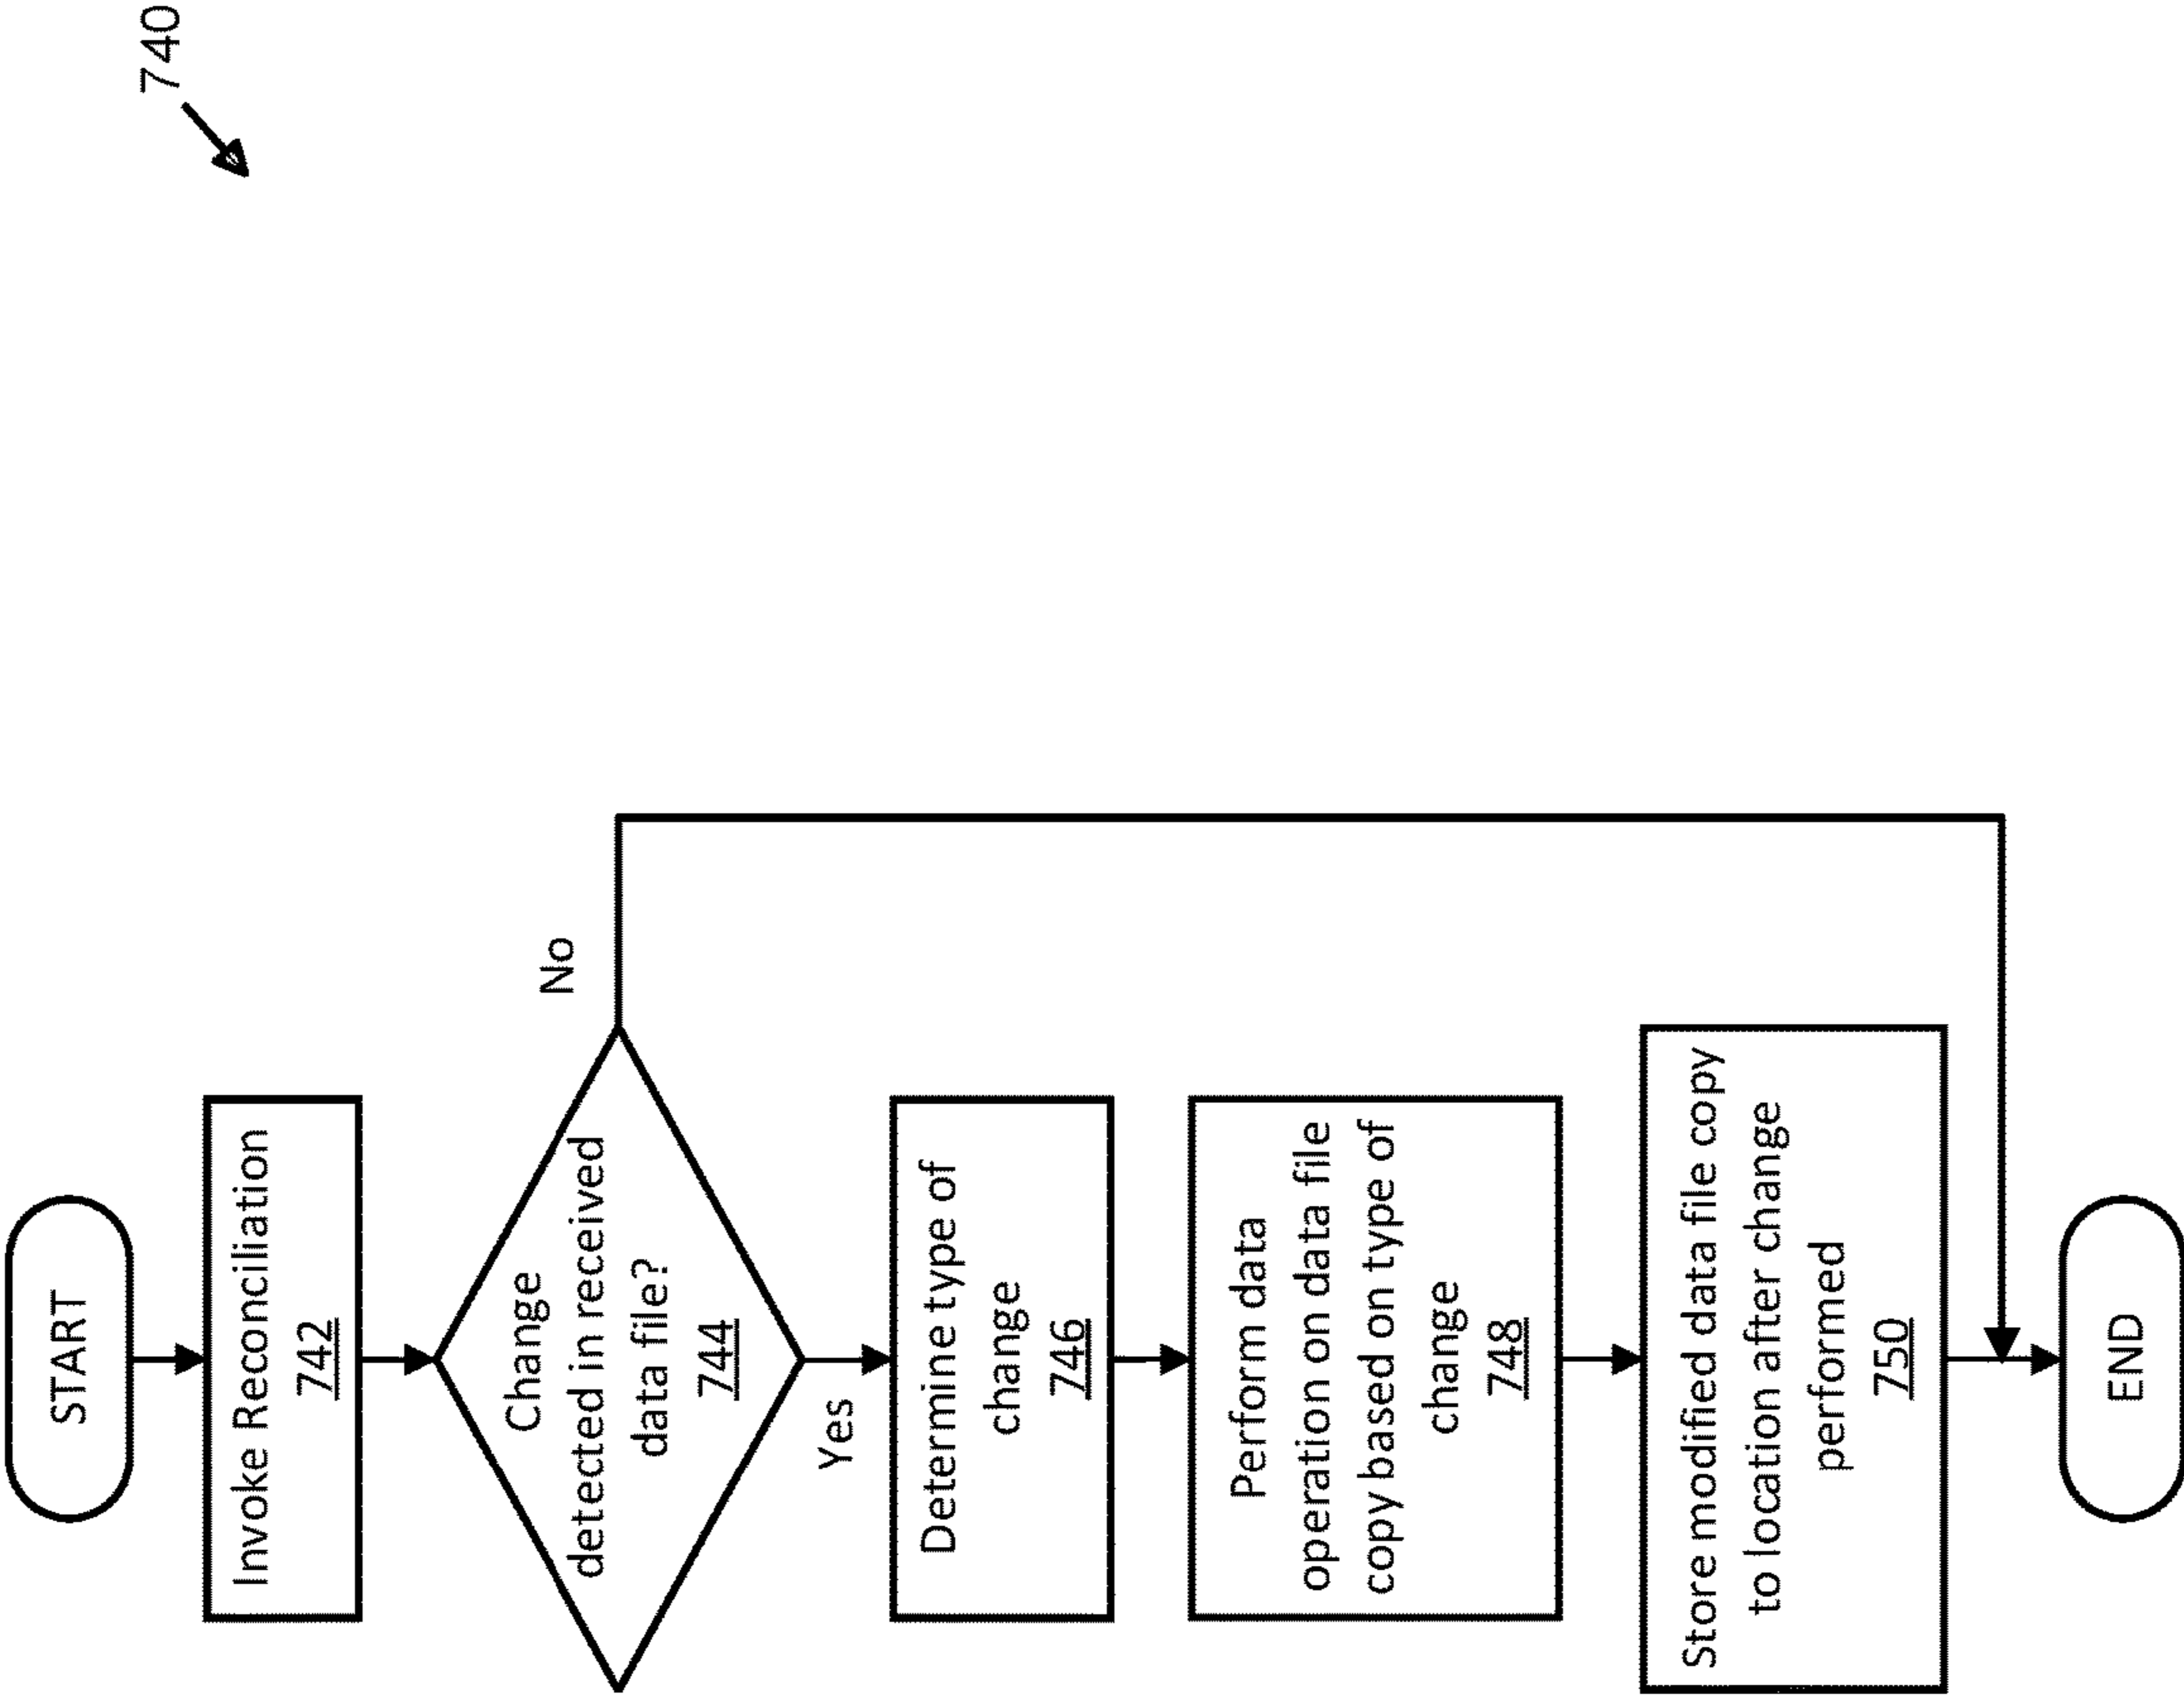 740
START
Invoke Reconciliation
742
Change
detected in received
data file?
744
No
Yes
Determine type of
change
746
Perform data
operation on data file
copy based on type of
change
748
Store modified data file copy
to location after change
performed
750
END